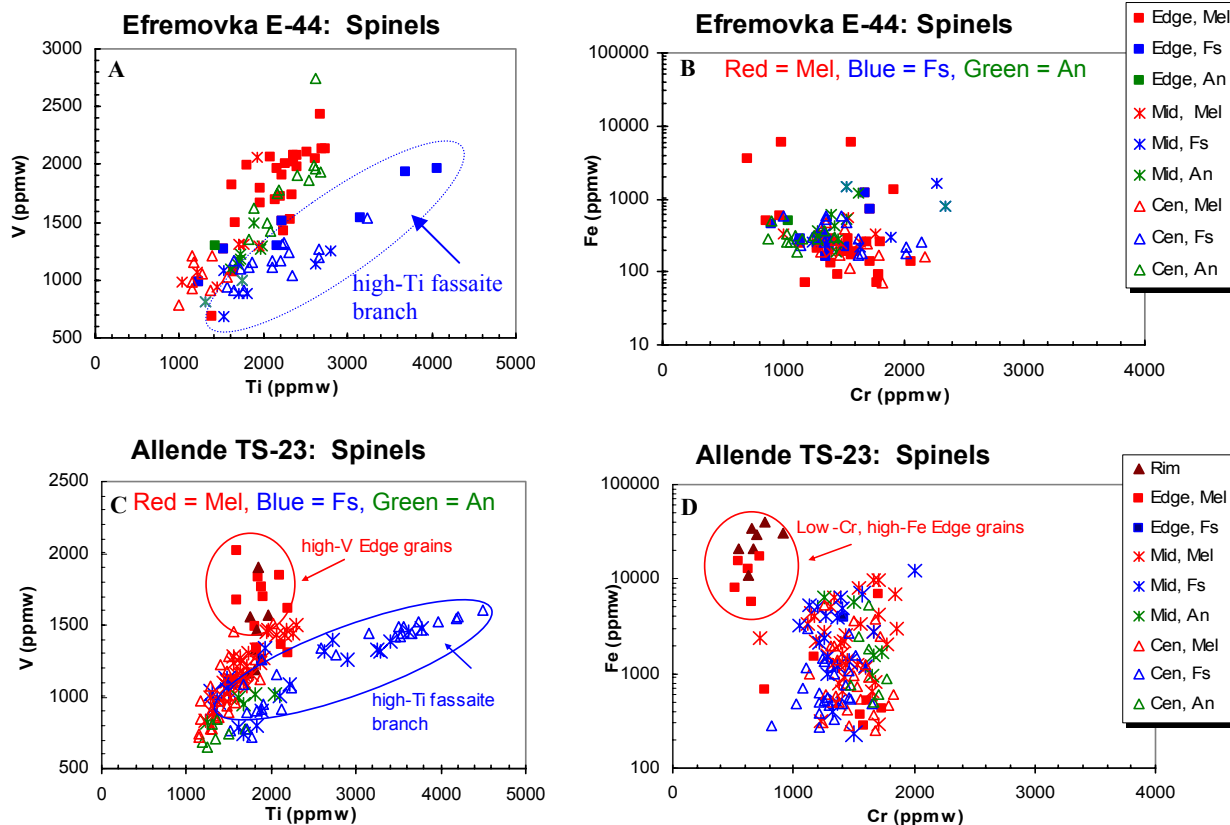 Efremovka E-44: Spinels
A
3000
2500
2000
1500
1000
500
V (ppmw)
0 1000 2000 3000 4000 5000
Ti (ppmw)
high-Ti fassaite
branch
Efremovka E-44: Spinels
B
Red = Mel, Blue = Fs, Green = An
100000
10000
1000
100
10
Fe (ppmw)
0 1000 2000 3000 4000
Cr (ppmw)
Edge, Mel
Edge, Fs
Edge, An
Mid, Mel
Mid, Fs
Mid, An
Cen, Mel
Cen, Fs
Cen, An
Allende TS-23: Spinels
C
Red = Mel, Blue = Fs, Green = An
2500
2000
1500
1000
500
V (ppmw)
high-V Edge grains
high-Ti fassaite
branch
0 1000 2000 3000 4000 5000
Ti (ppmw)
Allende TS-23: Spinels
D
Low -Cr, high-Fe Edge grains
100000
10000
1000
100
Fe (ppmw)
0 1000 2000 3000 4000
Cr (ppmw)
Rim
Edge, Mel
Edge, Fs
Mid, Mel
Mid, Fs
Mid, An
Cen, Mel
Cen, Fs
Cen, An